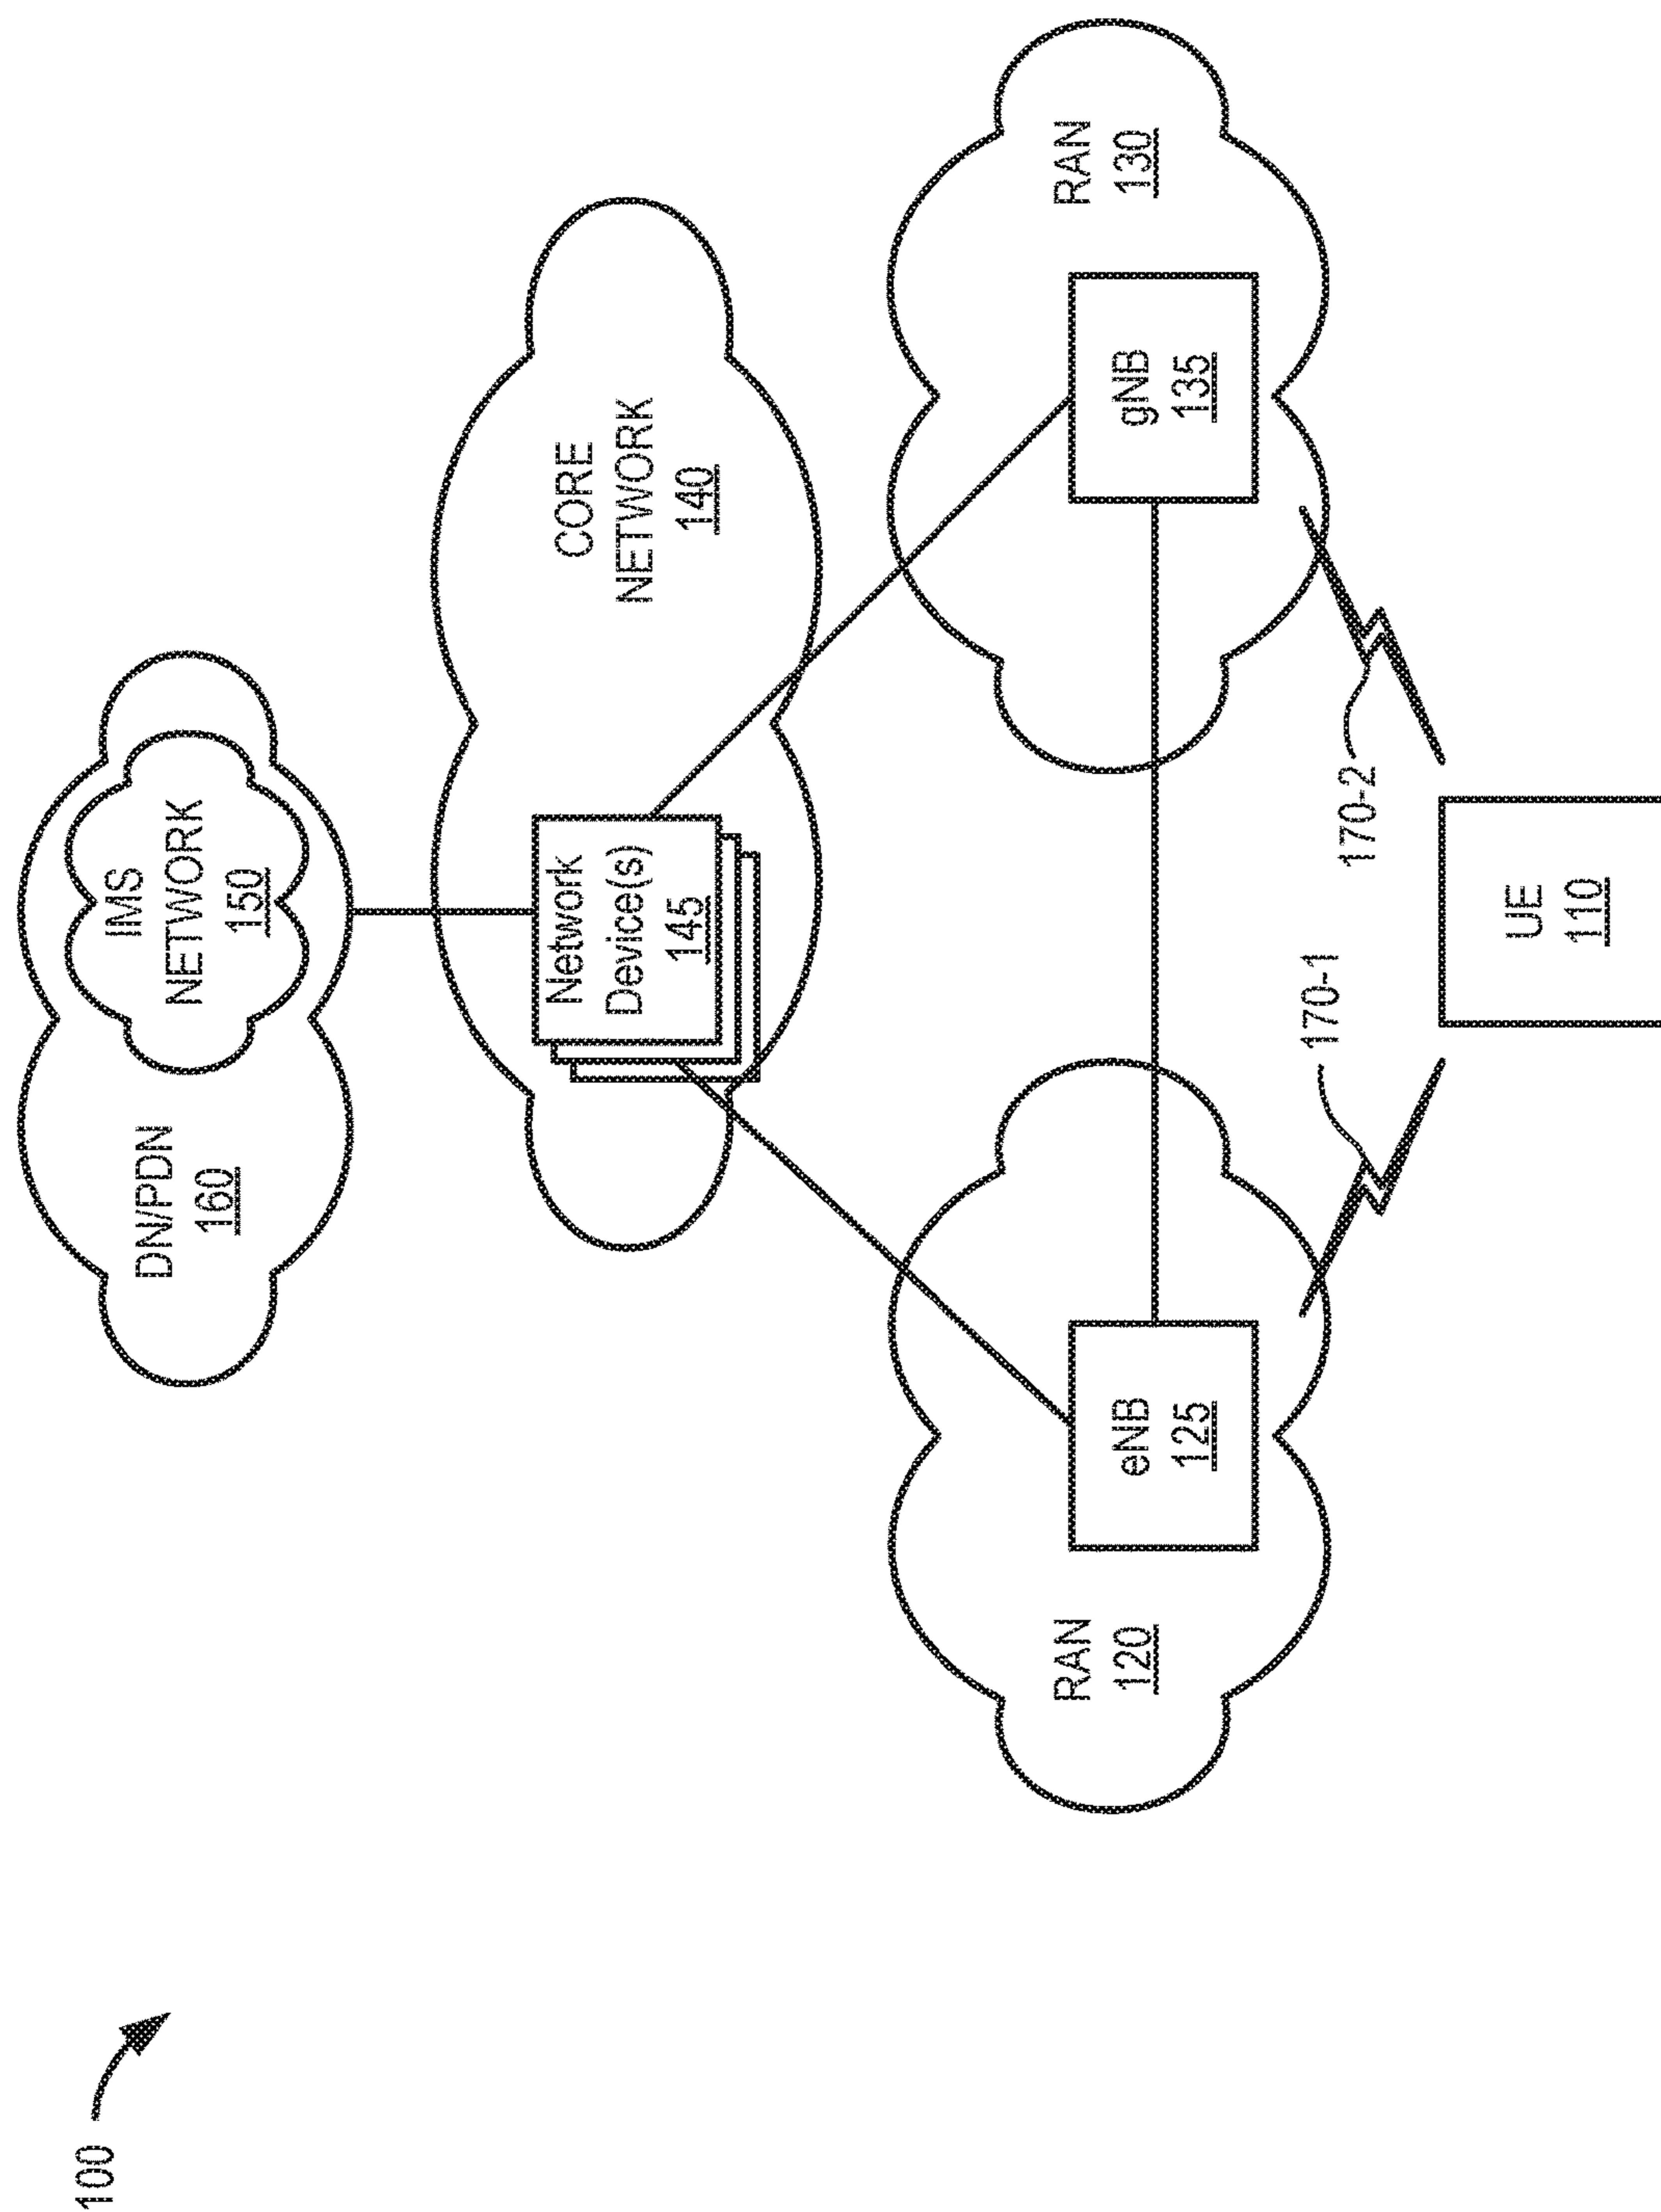 100
DN/PDN
160
IMS
NETWORK
150
Network
Device(s)
145
CORE
NETWORK
140
RAN
120
eNB
125
gNB
135
RAN
130
170-1
170-2
UE
110